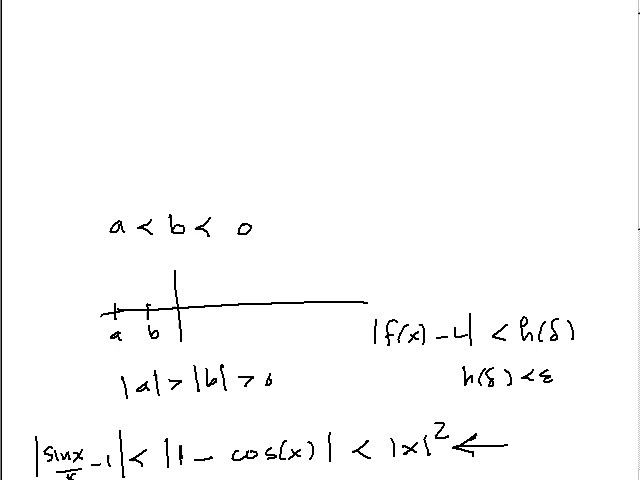 a < b < 0
a b
|f(x) - L| < h(δ)
|a| > |b| > 0
h(δ) < ε
|sinx/x - 1| < |1 - cos(x)| < |x|² ←